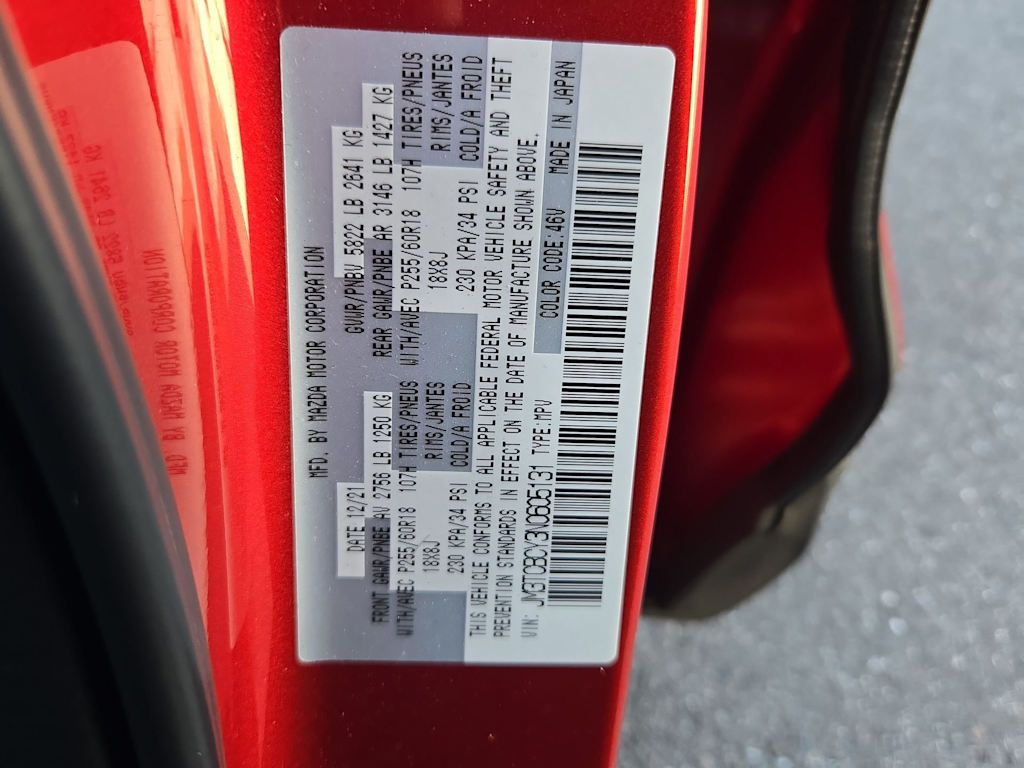 MFD. BY MAZDA MOTOR CORPORATION
DATE 12/21 GVWR/PNBV 5822 LB 2641 KG
FRONT GAWR/PNBE AV 2756 LB 1250 KG REAR GAWR/PNBE AR 3146 LB 1427 KG
WITH/AVEC P255/60R18 107H TIRES/PNEUS WITH/AVEC P255/60R18 107H TIRES/PNEUS
18X8J RIMS/JANTES 18X8J RIMS/JANTES
230 KPA/34 PSI COLD/A FROID 230 KPA/34 PSI COLD/A FROID
THIS VEHICLE CONFORMS TO ALL APPLICABLE FEDERAL MOTOR VEHICLE SAFETY AND THEFT
PREVENTION STANDARDS IN EFFECT ON THE DATE OF MANUFACTURE SHOWN ABOVE.
VIN: JM3TCBCY3N0605131 TYPE:MPV COLOR CODE:46V MADE IN JAPAN